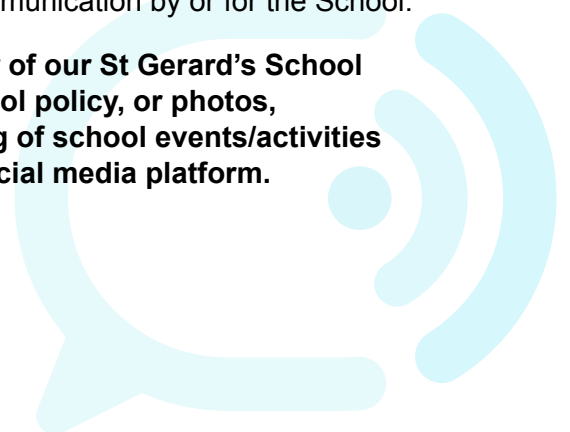 munication by or for the School.
of our St Gerard's School
ol policy, or photos,
g of school events/activities
cial media platform.